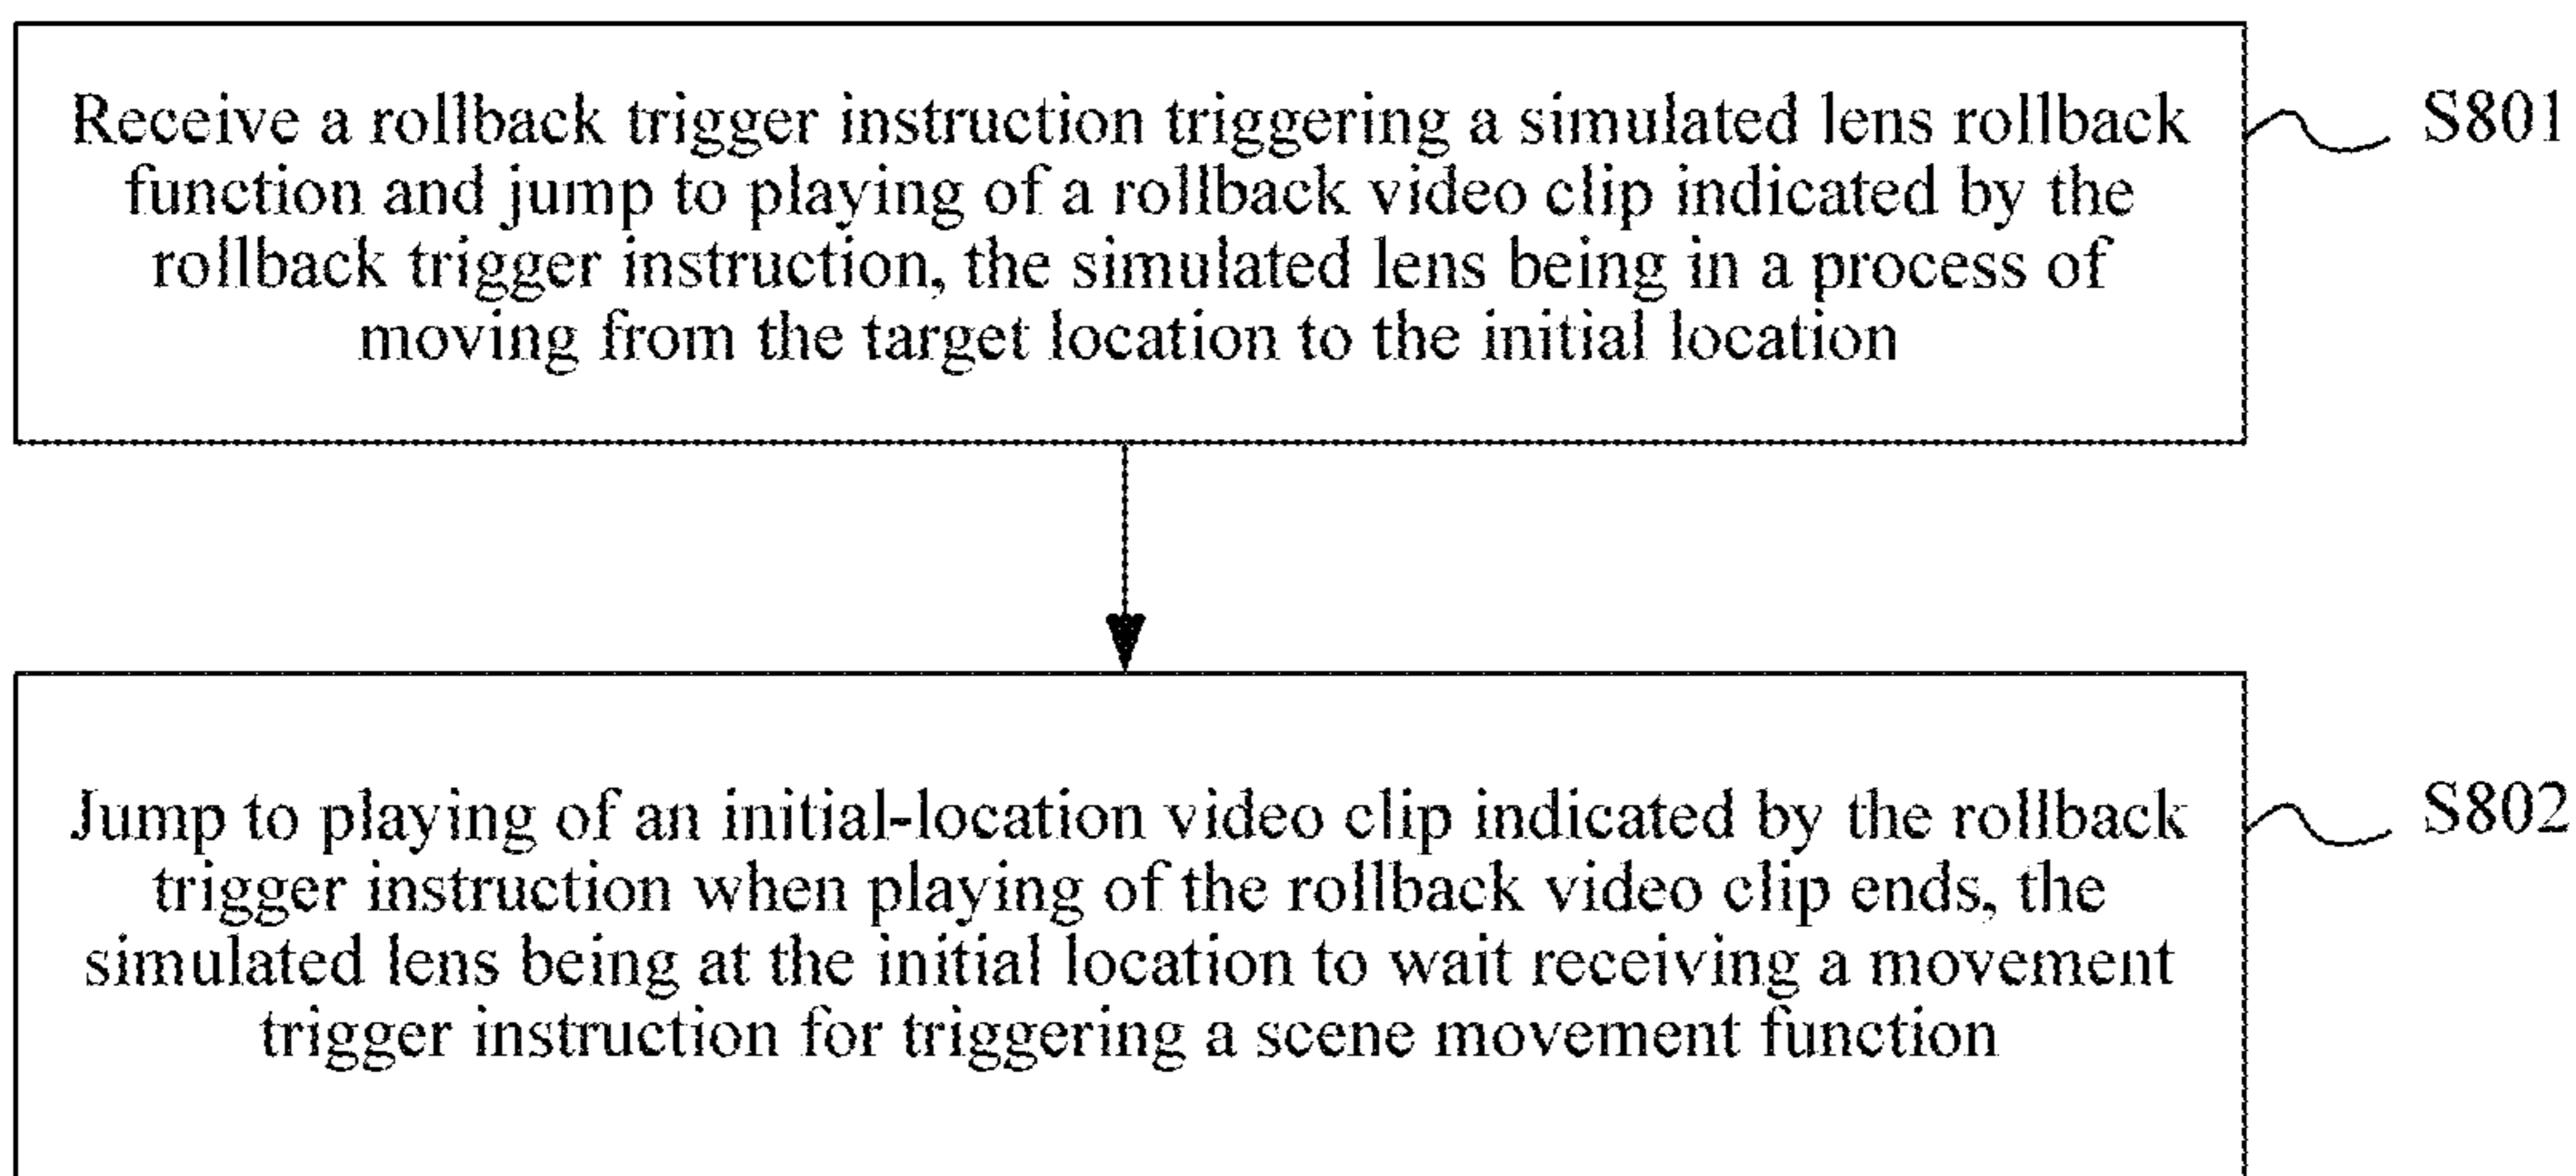 Receive a rollback trigger instruction triggering a simulated lens rollback
function and jump to playing of a rollback video clip indicated by the
rollback trigger instruction, the simulated lens being in a process of
moving from the target location to the initial location
S801
Jump to playing of an initial-location video clip indicated by the rollback
trigger instruction when playing of the rollback video clip ends, the
simulated lens being at the initial location to wait receiving a movement
trigger instruction for triggering a scene movement function
S802